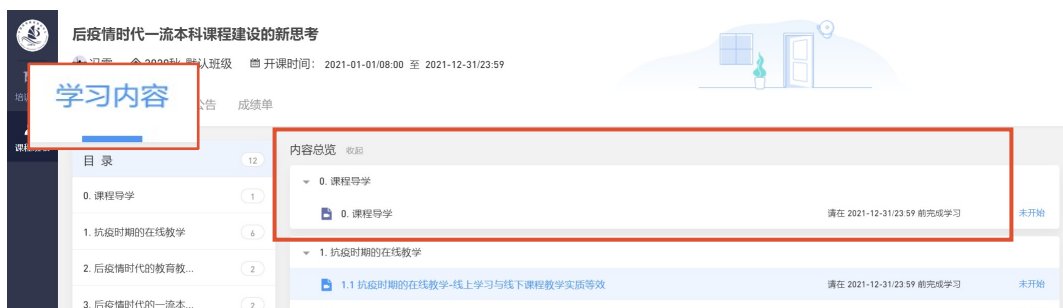 后疫情时代一流本科课程建设的新思考
默认班级 开课时间： 2021-01-01/08:00 至 2021-12-31/23:59
学习内容
公告 成绩单
目 录 12
0. 课程导学 1
1. 抗疫时期的在线教学 6
2. 后疫情时代的教育教... 2
3. 后疫情时代的一流本... 2
内容总览 收起
0. 课程导学
0. 课程导学 请在 2021-12-31/23:59 前完成学习 未开始
1. 抗疫时期的在线教学
1.1 抗疫时期的在线教学-线上学习与线下课程教学实质等效 请在 2021-12-31/23:59 前完成学习 未开始